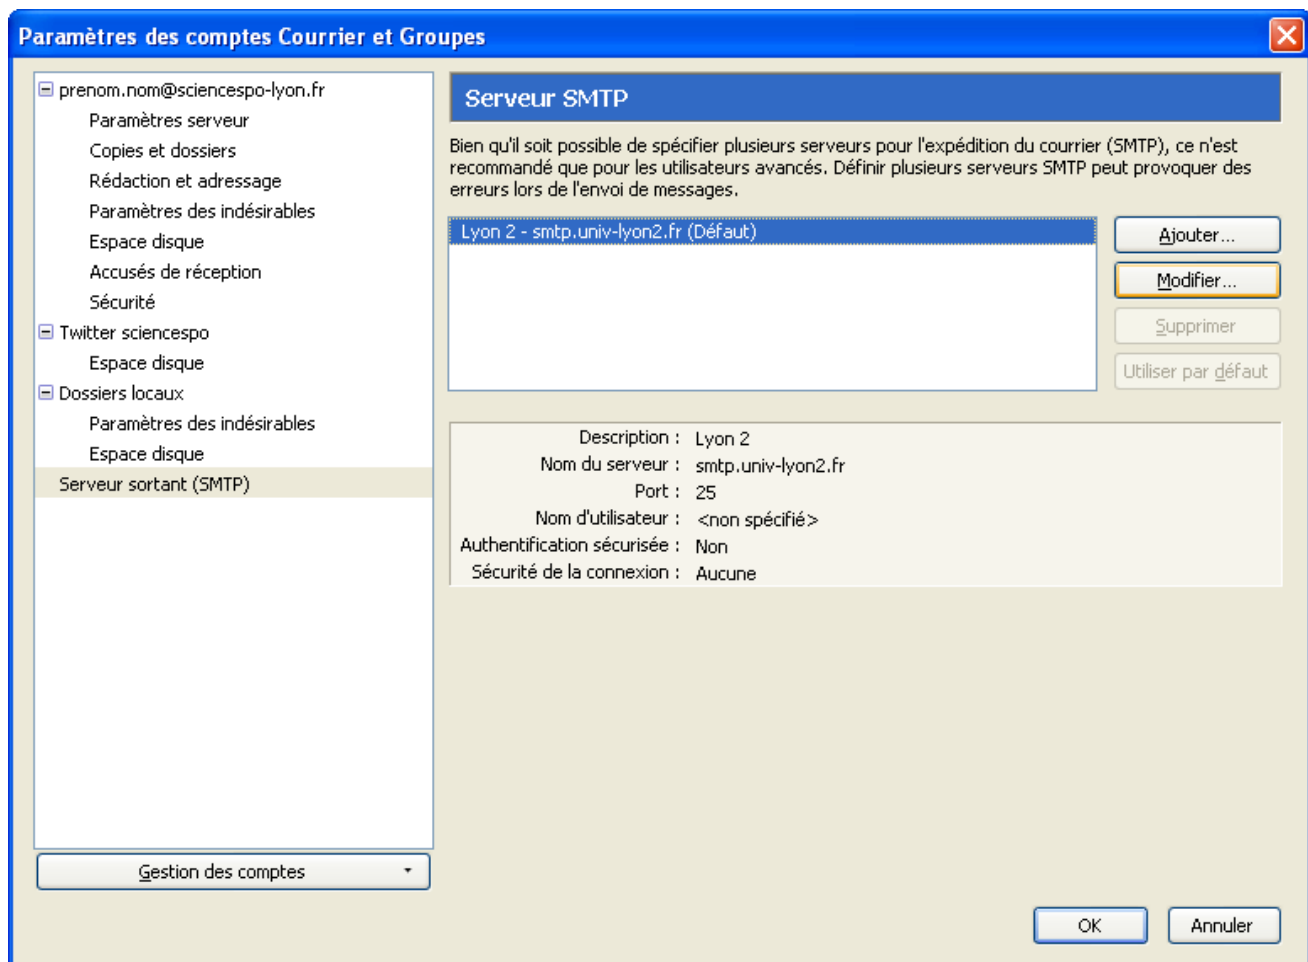 Paramètres des comptes Courrier et Groupes
prenom.nom@sciencespo-lyon.fr
Paramètres serveur
Copies et dossiers
Rédaction et adressage
Paramètres des indésirables
Espace disque
Accusés de réception
Sécurité
Twitter sciencespo
Espace disque
Dossiers locaux
Paramètres des indésirables
Espace disque
Serveur sortant (SMTP)
Gestion des comptes
Serveur SMTP
Bien qu'il soit possible de spécifier plusieurs serveurs pour l'expédition du courrier (SMTP), ce n'est
recommandé que pour les utilisateurs avancés. Définir plusieurs serveurs SMTP peut provoquer des
erreurs lors de l'envoi de messages.
Lyon 2 - smtp.univ-lyon2.fr (Défaut)
Ajouter...
Modifier...
Supprimer
Utiliser par défaut
Description : Lyon 2
Nom du serveur : smtp.univ-lyon2.fr
Port : 25
Nom d'utilisateur : <non spécifié>
Authentification sécurisée : Non
Sécurité de la connexion : Aucune
OK
Annuler